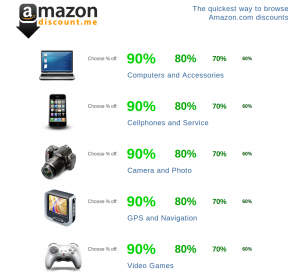 amazon
discount.me
The quickest way to browse
Amazon.com discounts
Choose % off 90% 80% 70% 60%
Computers and Accessories
Choose % off 90% 80% 70% 60%
Cellphones and Service
Choose % off 90% 80% 70% 60%
Camera and Photo
Choose % off 90% 80% 70% 60%
GPS and Navigation
Choose % off 90% 80% 70% 60%
Video Games